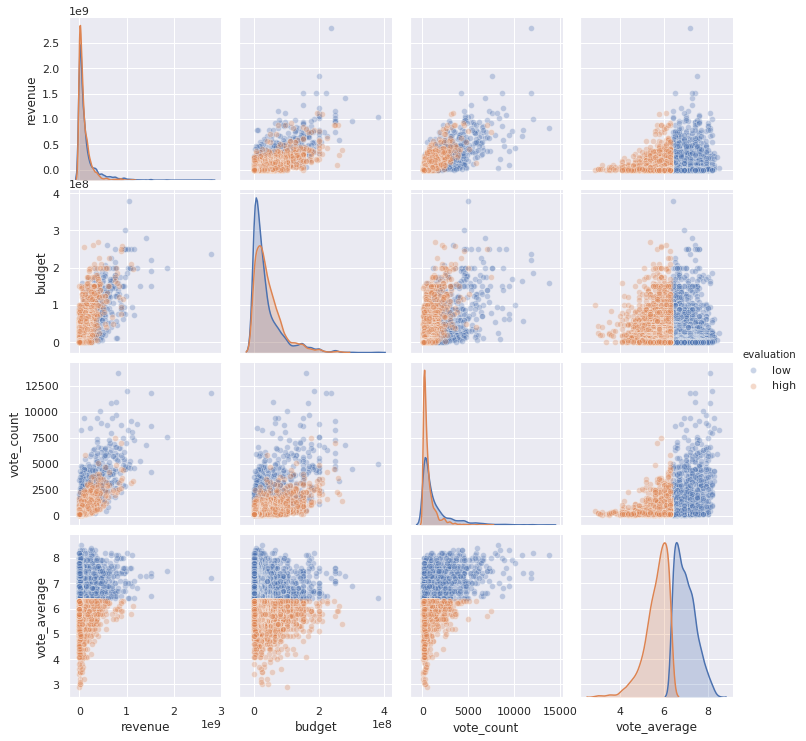 1e9
2.5
2.0
1.5
1.0
0.5
0.0
revenue
1e8
4
3
2
1
0
budget
12500
10000
7500
5000
2500
0
vote_count
evaluation
low
high
8
7
6
5
4
3
vote_average
0 1 2 3
1e9
revenue
0 2 4
1e8
budget
0 5000 10000 15000
vote_count
4 6 8
vote_average